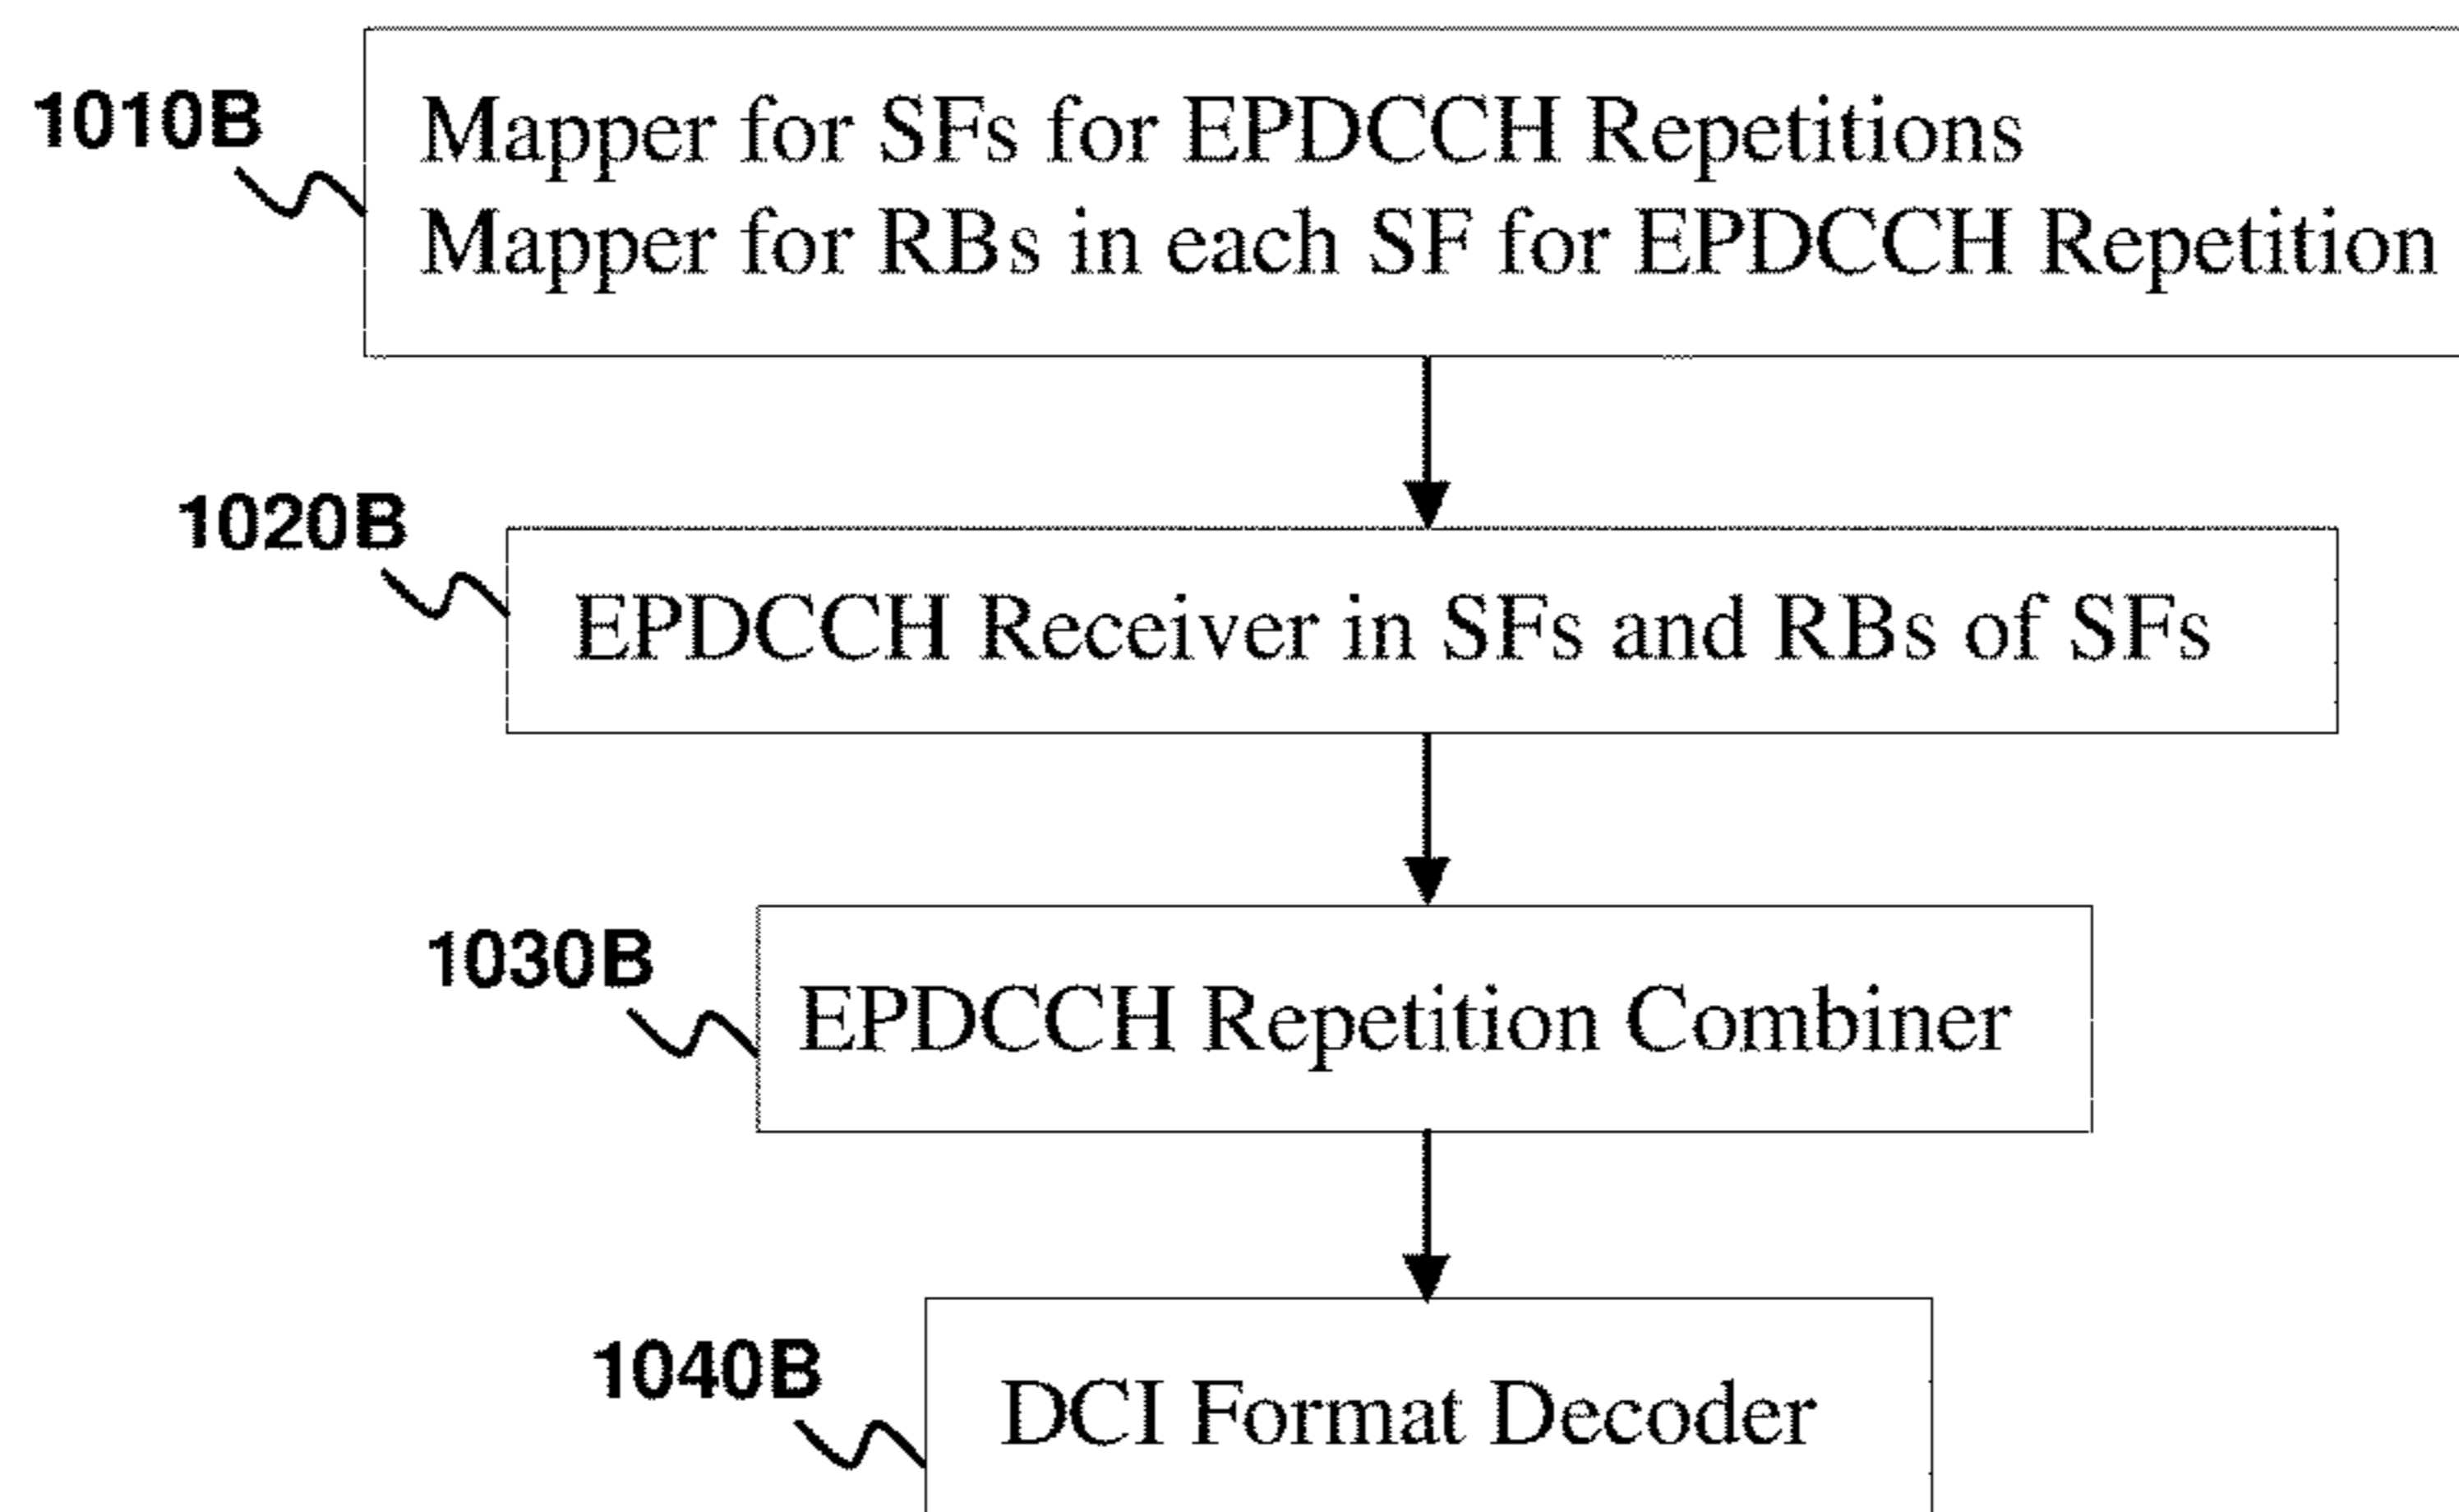 1010B
Mapper for SFs for EPDCCH Repetitions
Mapper for RBs in each SF for EPDCCH Repetition
1020B
EPDCCH Receiver in SFs and RBs of SFs
1030B
EPDCCH Repetition Combiner
1040B
DCI Format Decoder